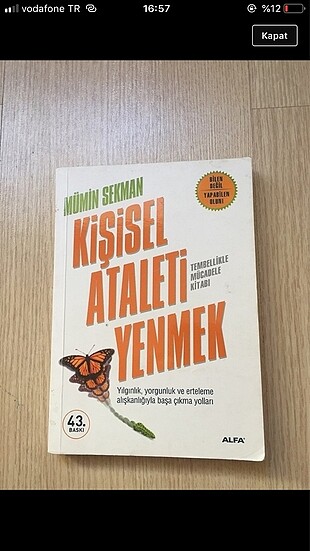 vodafone TR
16:57
%12
Kapat
MÜMİN SEKMAN
BİLEN
DEĞİL
YAPABİLEN
OLUN!
KİŞİSEL
ATALETİ
YENMEK
TEMBELLİKLE
MÜCADELE
KİTABI
Yılgınlık, yorgunluk ve erteleme
alışkanlığıyla başa çıkma yolları
43.
BASKI
ALFA